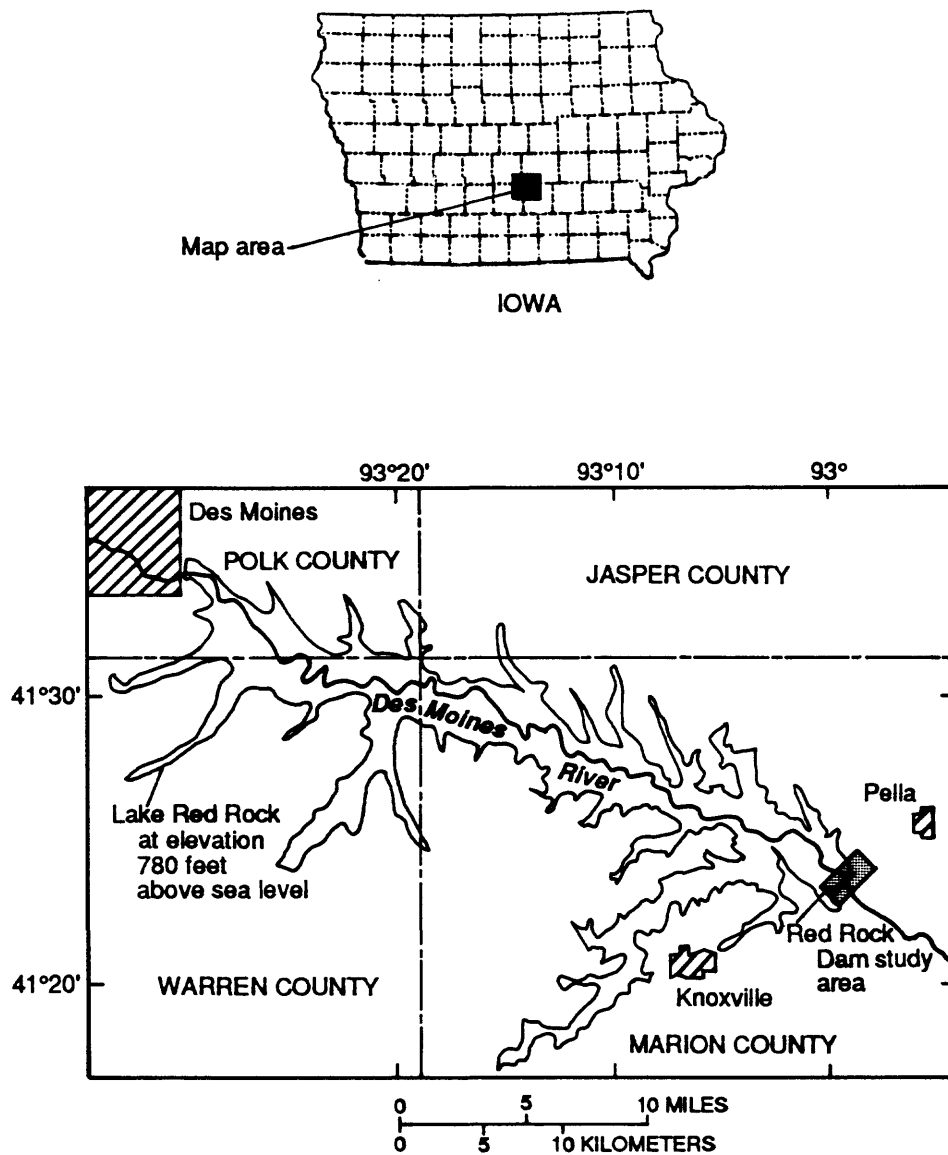 Map area
IOWA
93°20'
93°10'
93°
Des Moines
POLK COUNTY
JASPER COUNTY
41°30'
Des Moines
River
Pella
Lake Red Rock
at elevation
780 feet
above sea level
Red Rock
Dam study
area
41°20'
WARREN COUNTY
Knoxville
MARION COUNTY
0 5 10 MILES
0 5 10 KILOMETERS